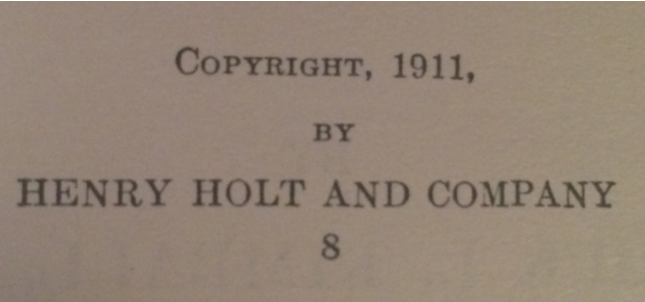 COPYRIGHT, 1911,
BY
HENRY HOLT AND COMPANY
8